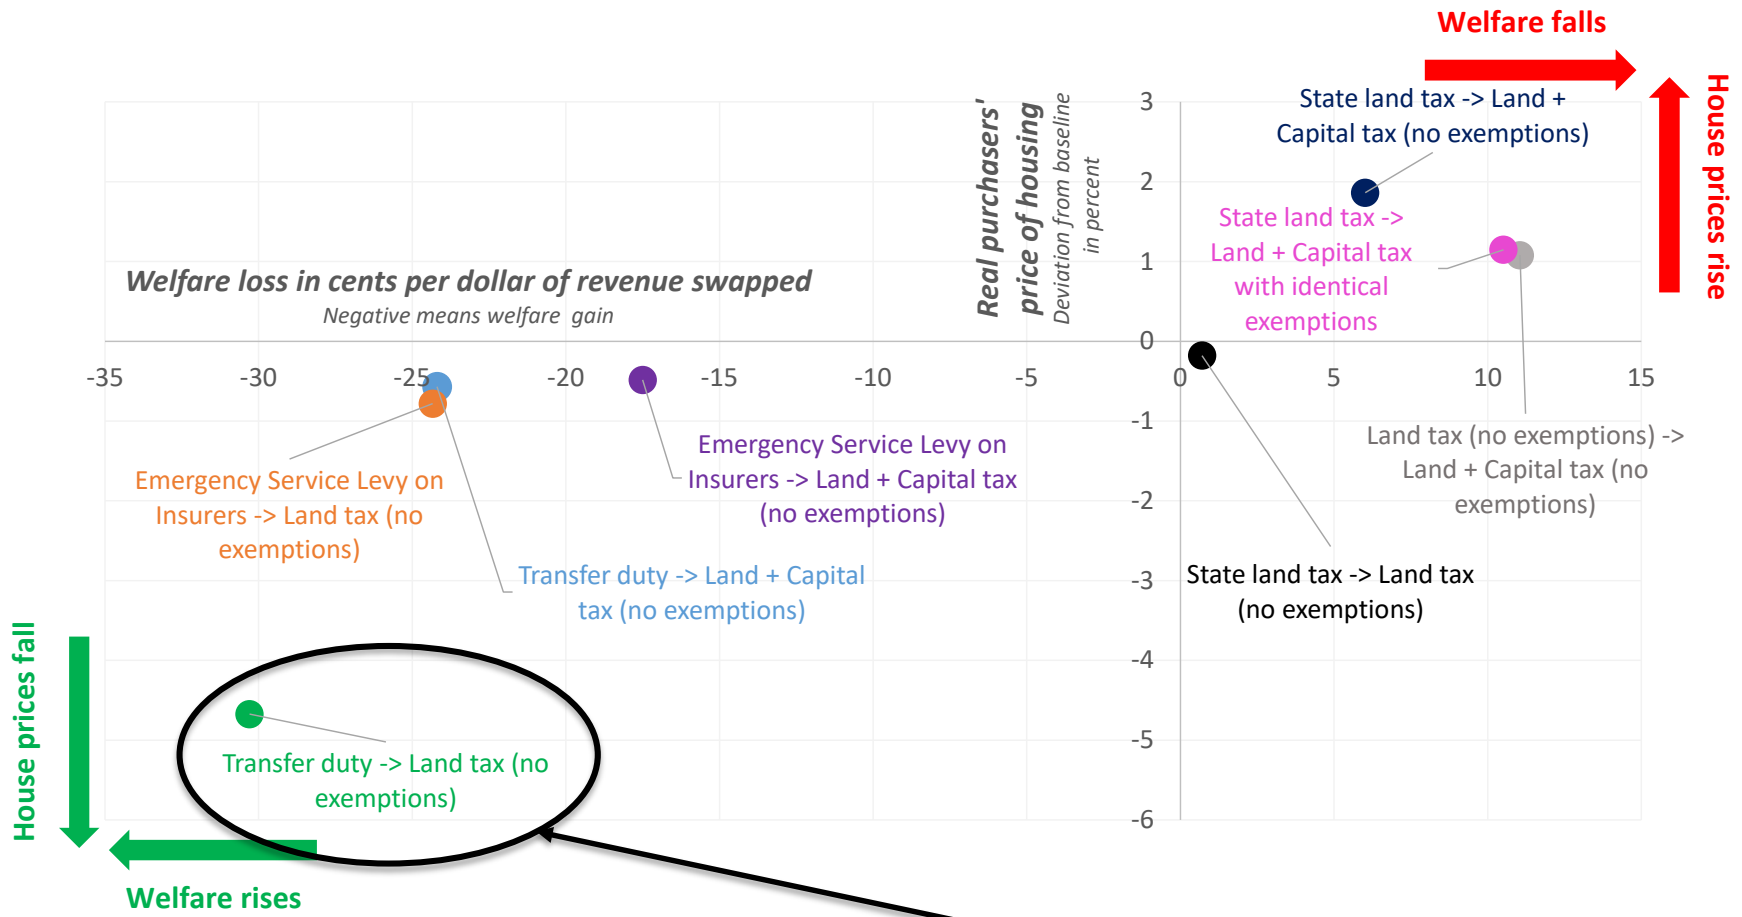 Welfare falls
House prices rise
State land tax -> Land +
Capital tax (no exemptions)
Real purchasers'
price of housing
Deviation from baseline
in percent
3
2
1
0
-1
-2
-3
-4
-5
-6
State land tax ->
Land + Capital tax
with identical
exemptions
Welfare loss in cents per dollar of revenue swapped
Negative means welfare gain
-35
-30
-25
-20
-15
-10
-5
0
5
10
15
Emergency Service Levy on
Insurers -> Land tax (no
exemptions)
Emergency Service Levy on
Insurers -> Land + Capital tax
(no exemptions)
Land tax (no exemptions) ->
Land + Capital tax (no
exemptions)
Transfer duty -> Land + Capital
tax (no exemptions)
State land tax -> Land tax
(no exemptions)
House prices fall
Transfer duty -> Land tax (no
exemptions)
Welfare rises